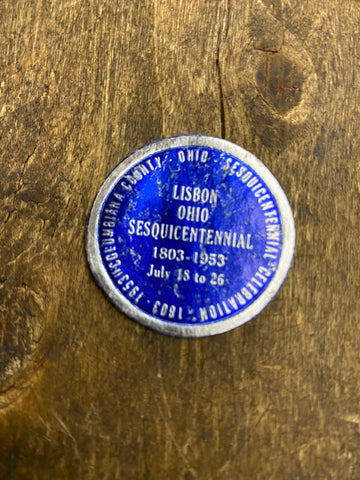 LISBON
OHIO
SESQUICENTENNIAL
1803-1953
July 18 to 26
COLUMBIANA COUNTY · OHIO SESQUICENTENNIAL CELEBRATION 1803 1953